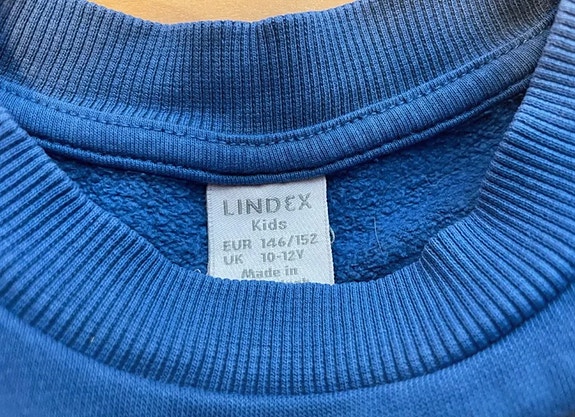 LINDEX
Kids
EUR 146/152
UK 10-12Y
Made in